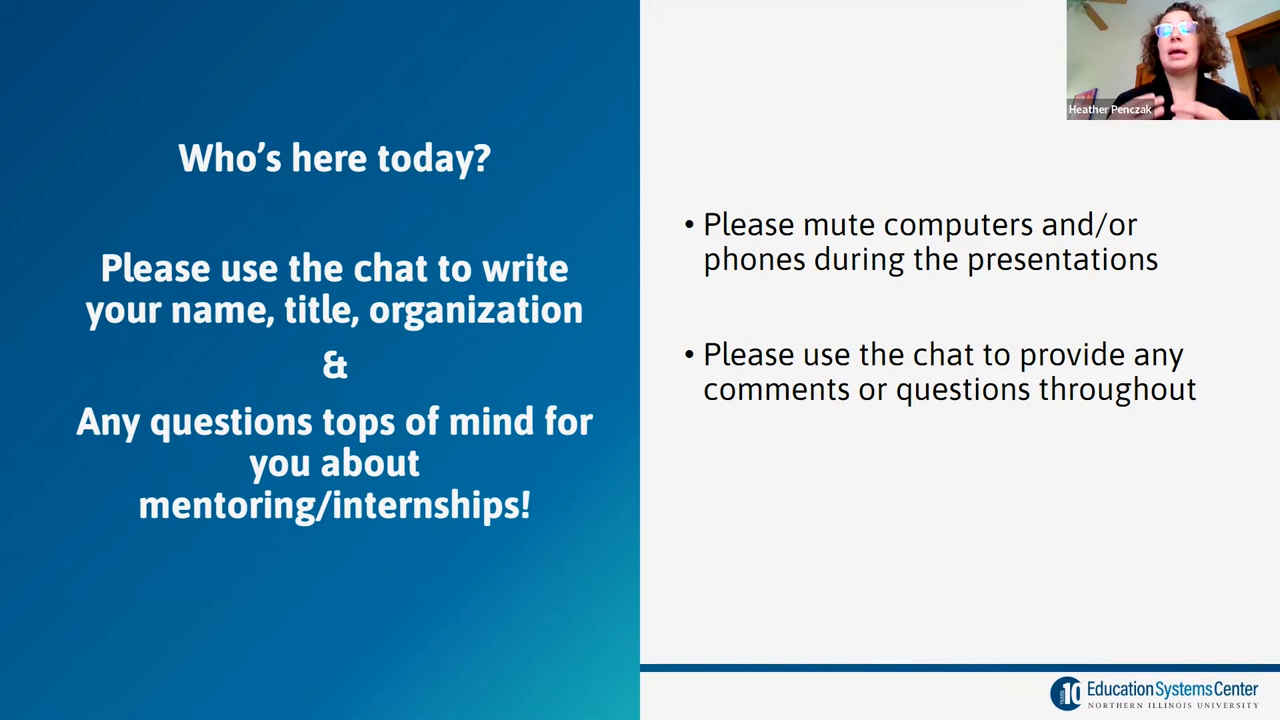 Who's here today?
Please use the chat to write
your name, title, organization
&
Any questions tops of mind for
you about
mentoring/internships!
• Please mute computers and/or
phones during the presentations
• Please use the chat to provide any
comments or questions throughout
Heather Penczak
YEARS 10
Education Systems Center
NORTHERN ILLINOIS UNIVERSITY